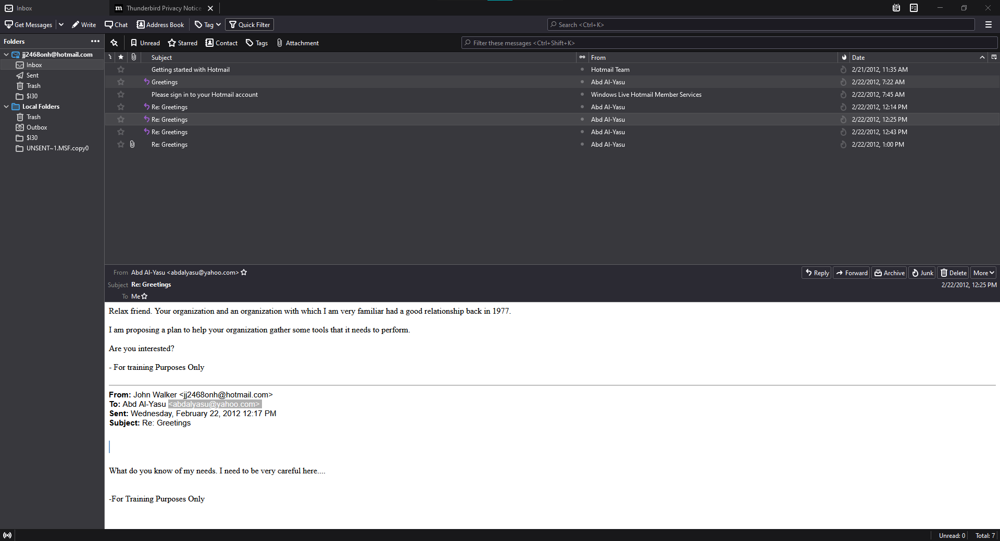 Inbox
m Thunderbird Privacy Notice
Get Messages Write Chat Address Book Tag Quick Filter Search <Ctrl+K>
Folders
Unread Starred Contact Tags Attachment Filter these messages <Ctrl+Shift+K>
jj2468onh@hotmail.com
Inbox
Sent
Trash
$I30
Local Folders
Trash
Outbox
$I30
UNSENT~1.MSF.copy0
Subject From Date
Getting started with Hotmail Hotmail Team 2/21/2012, 11:35 AM
Greetings Abd Al-Yasu 2/22/2012, 7:22 AM
Please sign in to your Hotmail account Windows Live Hotmail Member Services 2/22/2012, 7:45 AM
Re: Greetings Abd Al-Yasu 2/22/2012, 12:14 PM
Re: Greetings Abd Al-Yasu 2/22/2012, 12:25 PM
Re: Greetings Abd Al-Yasu 2/22/2012, 12:43 PM
Re: Greetings Abd Al-Yasu 2/22/2012, 1:00 PM
From Abd Al-Yasu <abdalyasu@yahoo.com> Reply Forward Archive Junk Delete More
Subject Re: Greetings 2/22/2012, 12:25 PM
To Me
Relax friend. Your organization and an organization with which I am very familiar had a good relationship back in 1977.
I am proposing a plan to help your organization gather some tools that it needs to perform.
Are you interested?
- For training Purposes Only
From: John Walker <jj2468onh@hotmail.com>
To: Abd Al-Yasu <abdalyasu@yahoo.com>
Sent: Wednesday, February 22, 2012 12:17 PM
Subject: Re: Greetings
What do you know of my needs. I need to be very careful here....
-For Training Purposes Only
Unread: 0 Total: 7